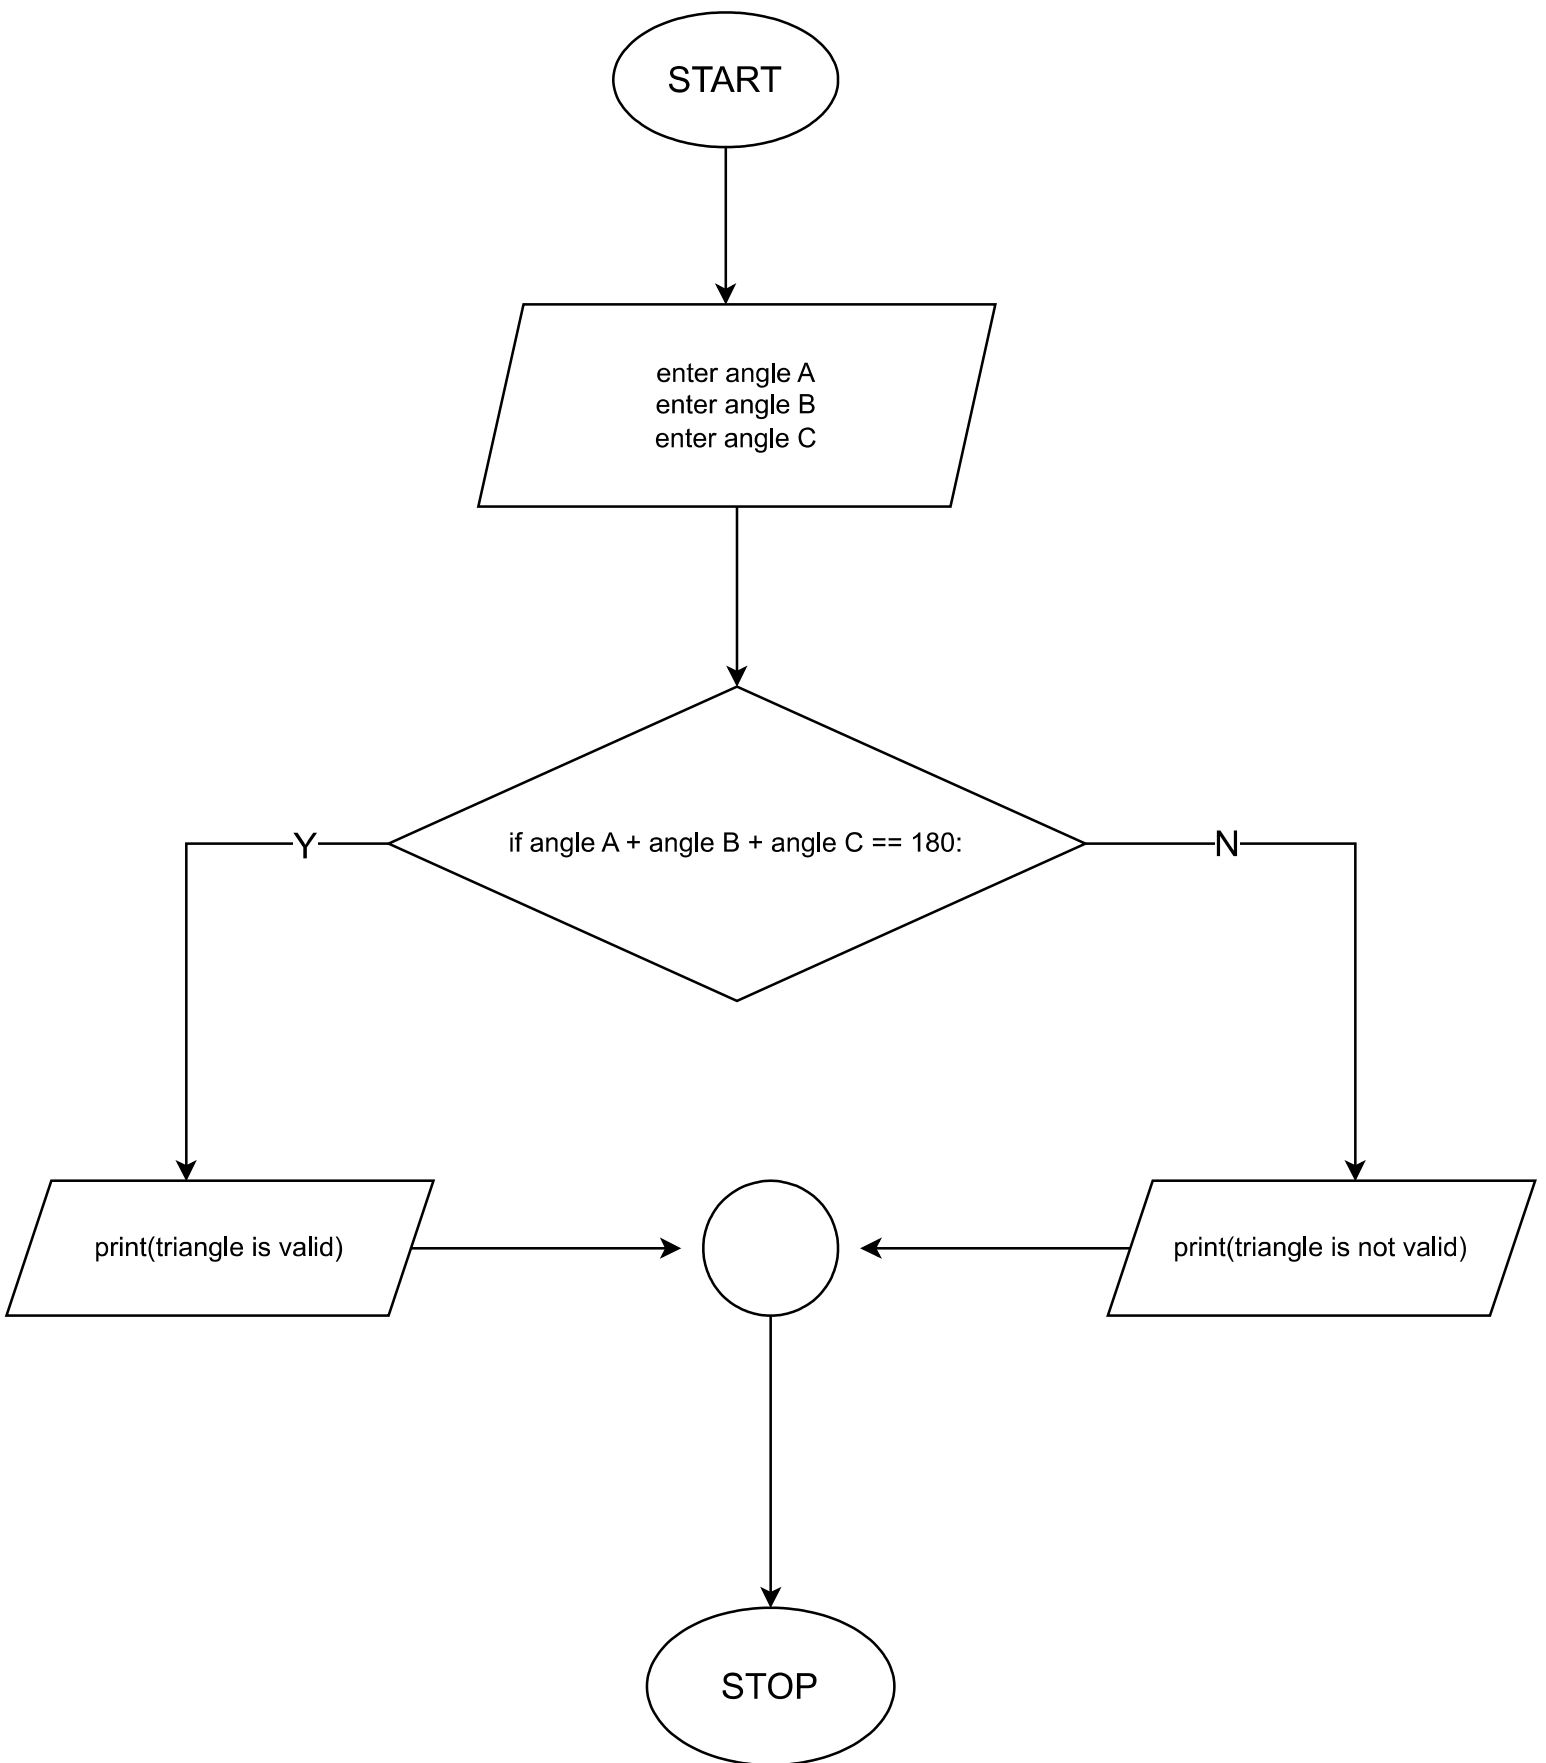 START
enter angle A
enter angle B
enter angle C
if angle A + angle B + angle C == 180:
Y
N
print(triangle is valid)
print(triangle is not valid)
STOP